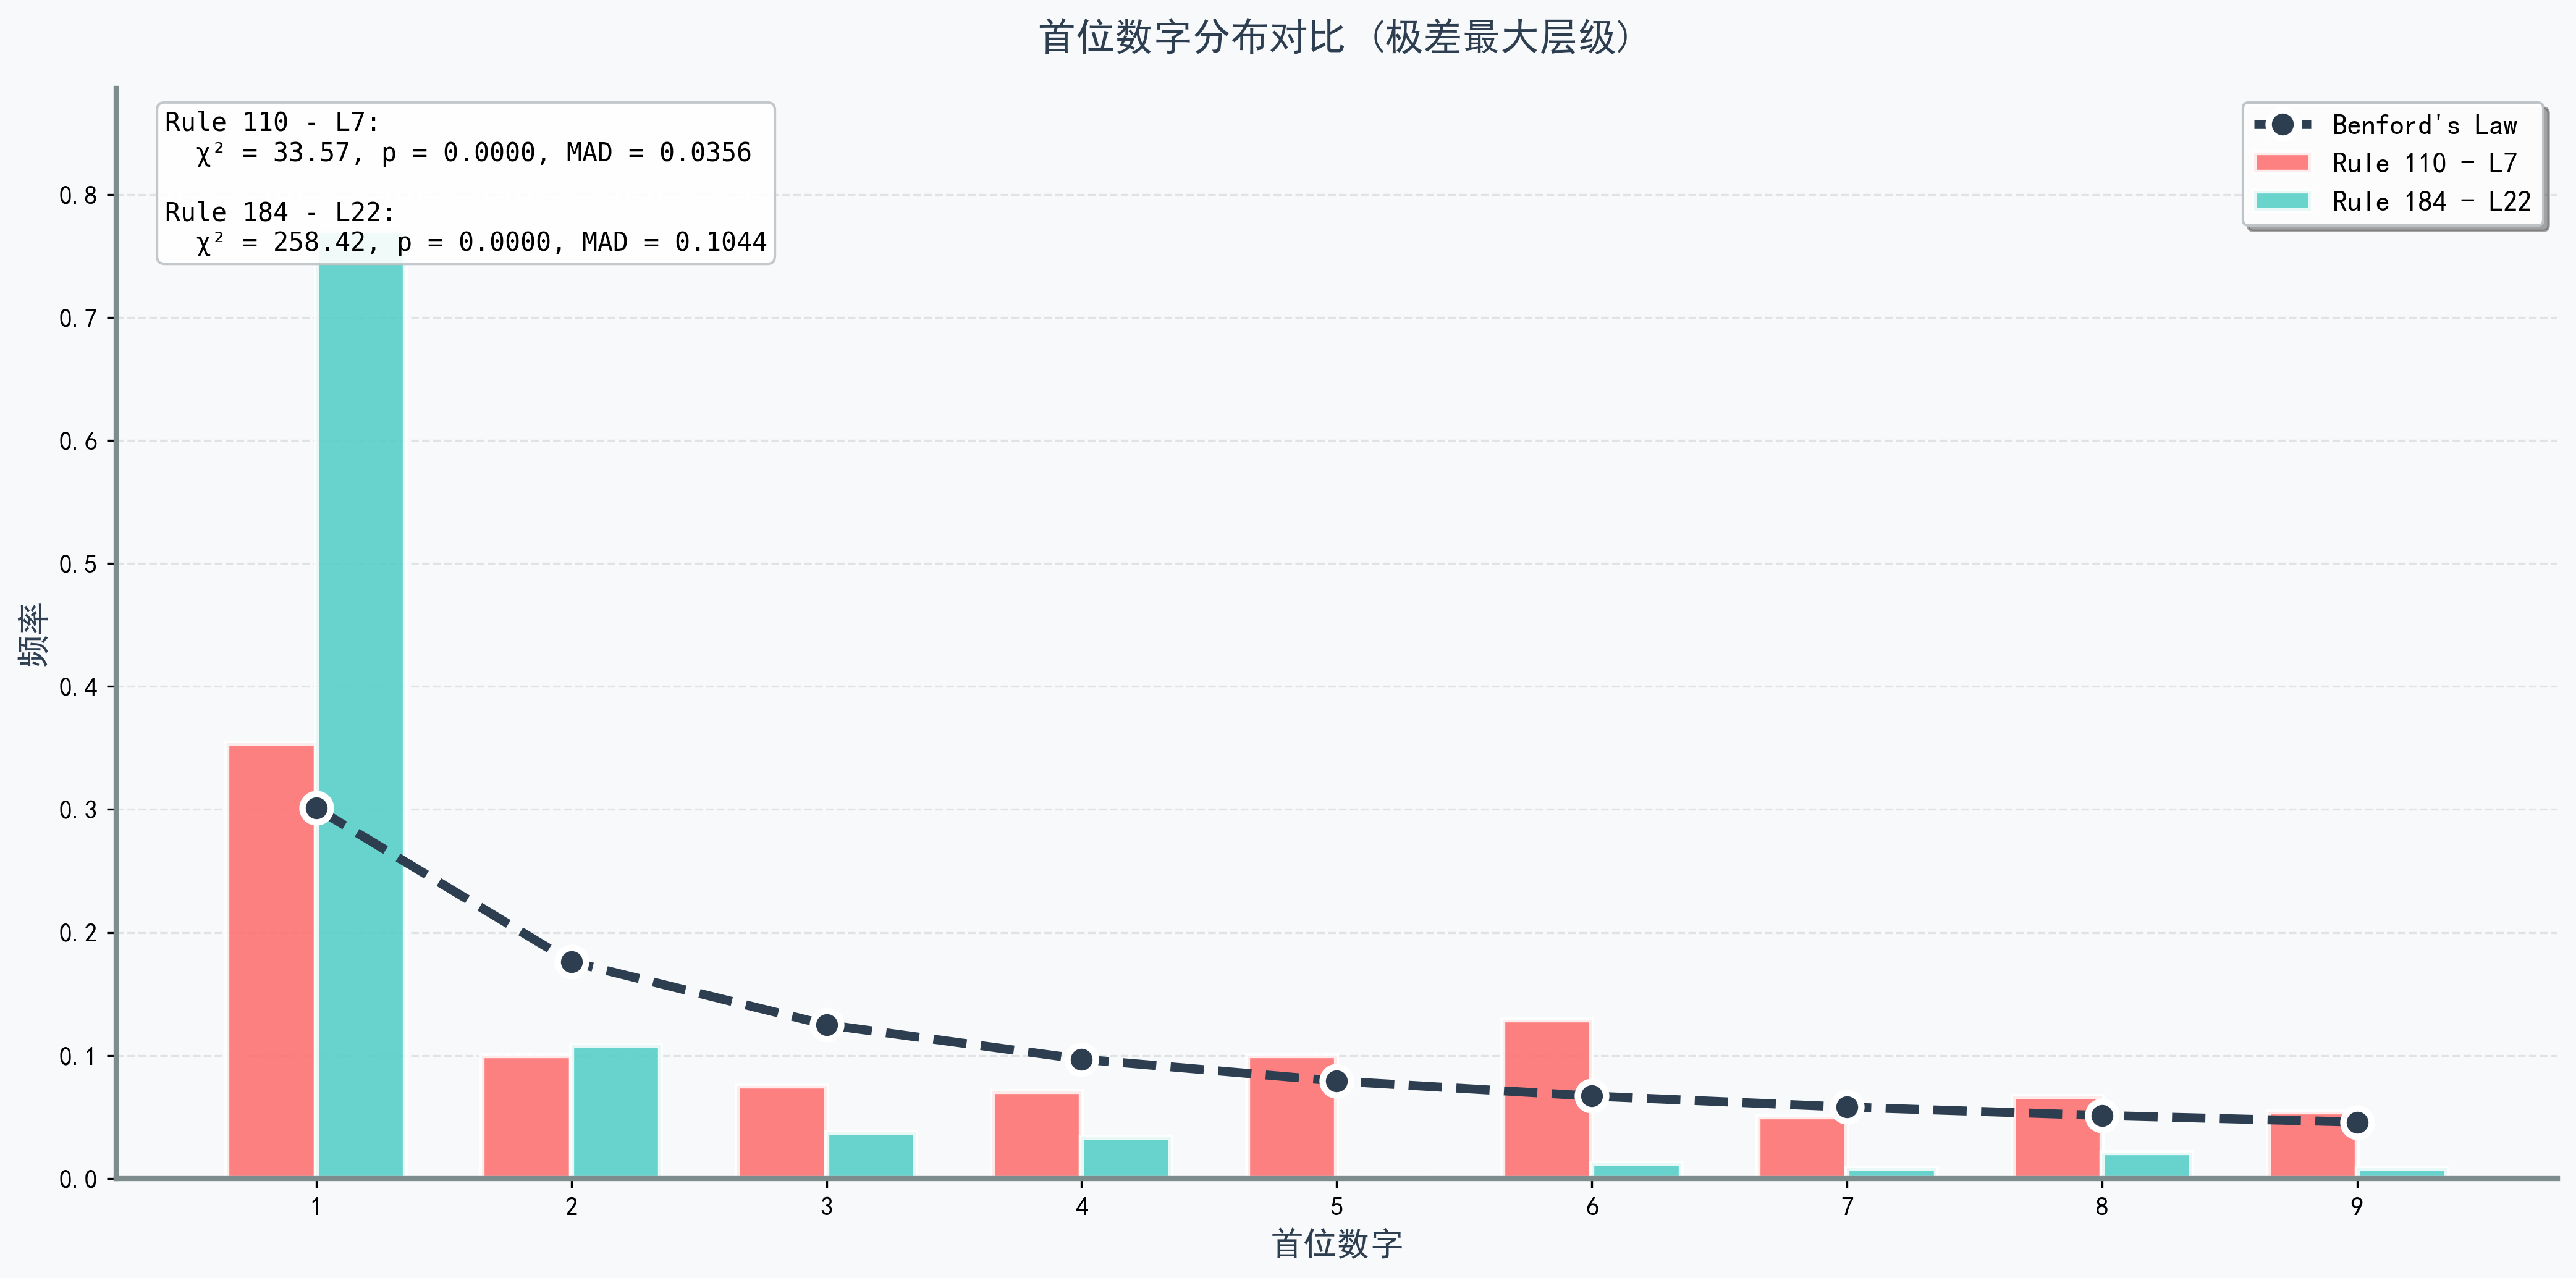 首位数字分布对比 (极差最大层级)
Rule 110 - L7:
χ² = 33.57, p = 0.0000, MAD = 0.0356
Rule 184 - L22:
χ² = 258.42, p = 0.0000, MAD = 0.1044
Benford's Law
Rule 110 - L7
Rule 184 - L22
频率
0.8
0.7
0.6
0.5
0.4
0.3
0.2
0.1
0.0
1 2 3 4 5 6 7 8 9
首位数字